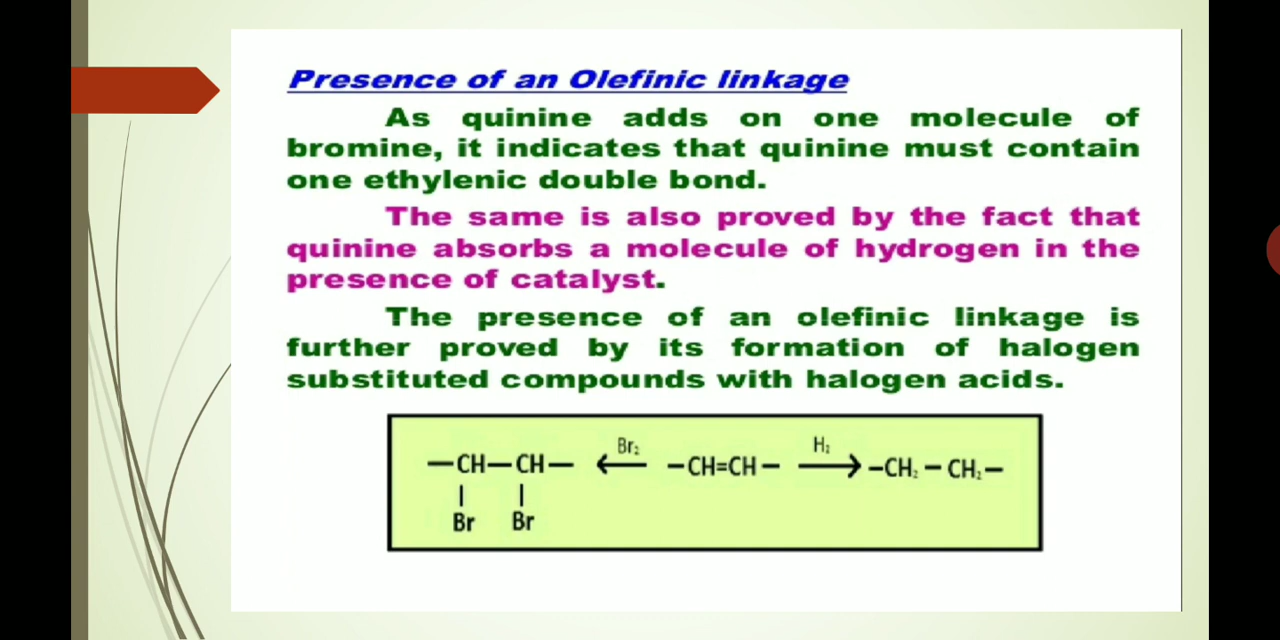 Presence of an Olefinic linkage
As quinine adds on one molecule of
bromine, it indicates that quinine must contain
one ethylenic double bond.
The same is also proved by the fact that
quinine absorbs a molecule of hydrogen in the
presence of catalyst.
The presence of an olefinic linkage is
further proved by its formation of halogen
substituted compounds with halogen acids.
Br₂ H₂
—CH—CH— ← —CH=CH— → —CH₂—CH₂—
| |
Br Br